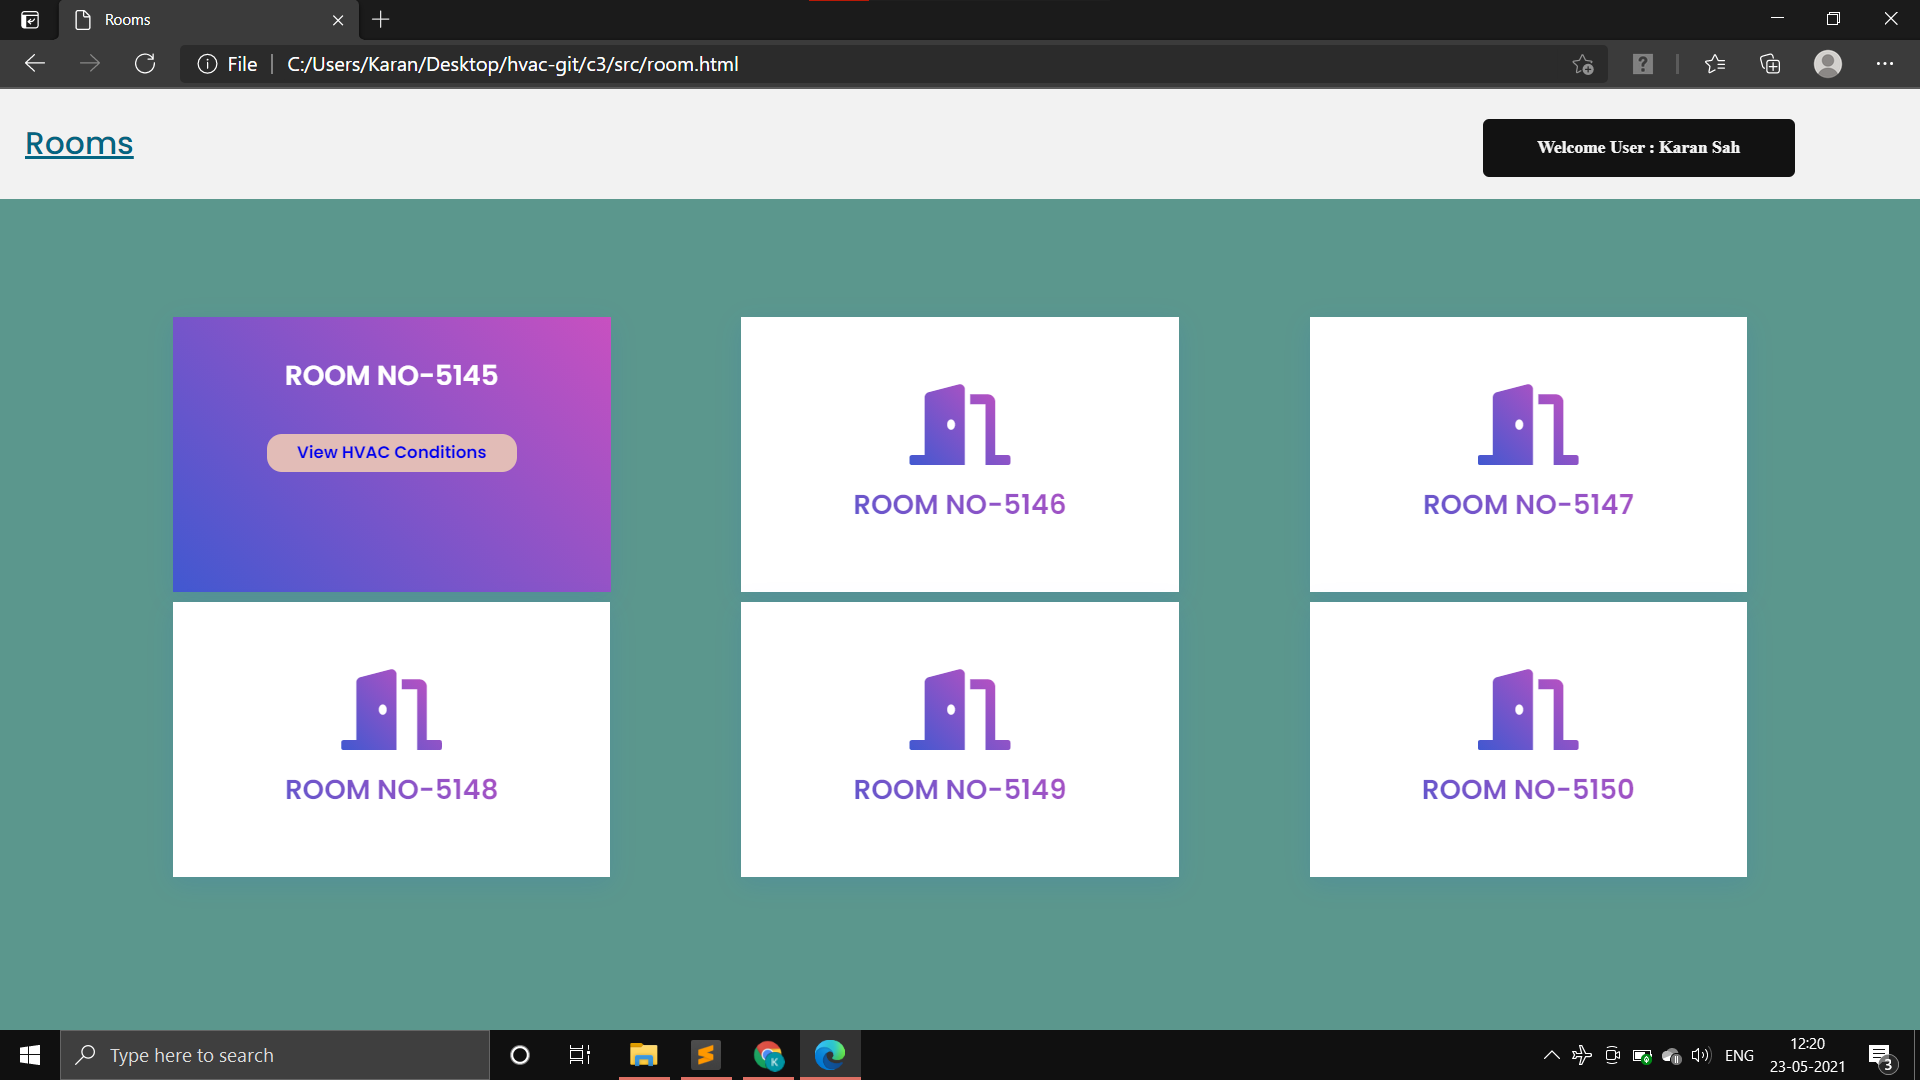 Rooms
File
C:/Users/Karan/Desktop/hvac-git/c3/src/room.html
Rooms
Welcome User : Karan Sah
ROOM NO-5145
View HVAC Conditions
ROOM NO-5146
ROOM NO-5147
ROOM NO-5148
ROOM NO-5149
ROOM NO-5150
Type here to search
K
ENG
12:20
23-05-2021
3